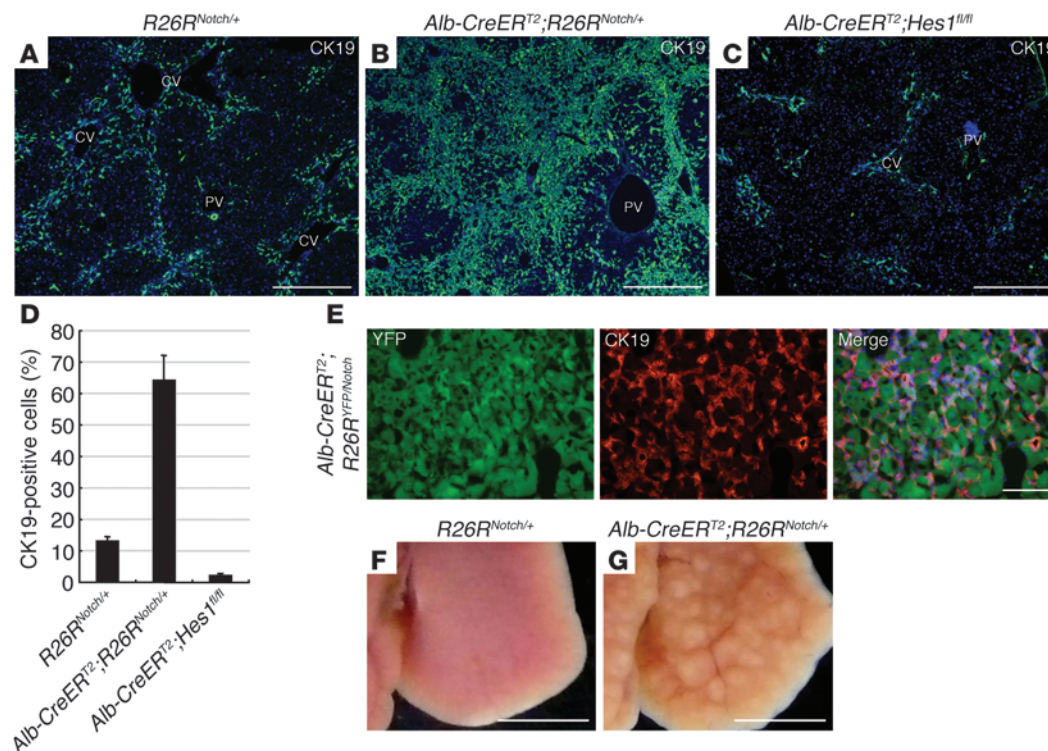 R26R^Notch/+
Alb-CreER^T2;R26R^Notch/+
Alb-CreER^T2;Hes1^fl/fl
A
CK19
CV
CV
PV
CV
B
CK19
PV
C
CK19
PV
CV
D
CK19-positive cells (%)
80
70
60
50
40
30
20
10
0
R26R^Notch/+
Alb-CreER^T2;R26R^Notch/+
Alb-CreER^T2;Hes1^fl/fl
E
Alb-CreER^T2;
R26R^YFP/Notch
YFP
CK19
Merge
R26R^Notch/+
Alb-CreER^T2;R26R^Notch/+
F
G